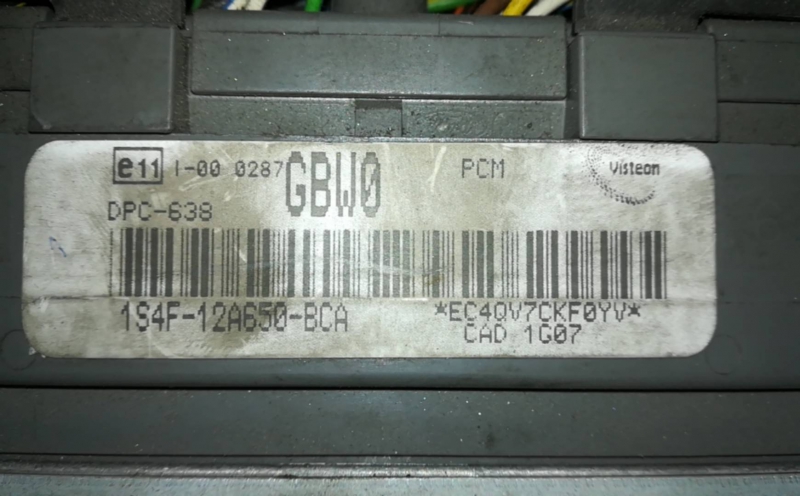 e11 I-00 0287 GBW0 PCM Visteon
DPC-638
1S4F-12A650-BCA *EC4QV7CKF0YV*
CAD 1G07